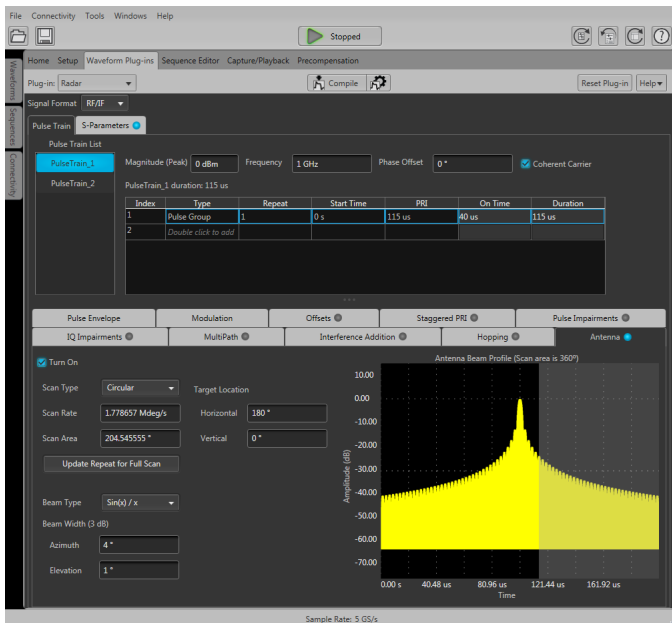 File Connectivity Tools Windows Help
Stopped
Home Setup Waveform Plug-ins Sequence Editor Capture/Playback Precompensation
Waveforms
Sequences
Connectivity
Plug-in: Radar Compile Reset Plug-in Help
Signal Format RF/IF
Pulse Train S-Parameters
Pulse Train List
PulseTrain_1
PulseTrain_2
Magnitude (Peak) 0 dBm Frequency 1 GHz Phase Offset 0 ° Coherent Carrier
PulseTrain_1 duration: 115 us
Index Type Repeat Start Time PRI On Time Duration
1 Pulse Group 1 0 s 115 us 40 us 115 us
2 Double click to add
Pulse Envelope Modulation Offsets Staggered PRI Pulse Impairments
IQ Impairments MultiPath Interference Addition Hopping Antenna
Turn On
Scan Type Circular Target Location
Scan Rate 1.778657 Mdeg/s Horizontal 180 °
Scan Area 204.545555 ° Vertical 0 °
Update Repeat for Full Scan
Beam Type Sin(x) / x
Beam Width (3 dB)
Azimuth 4 °
Elevation 1 °
Antenna Beam Profile (Scan area is 360º)
Amplitude (dB)
10.00
0.00
-10.00
-20.00
-30.00
-40.00
-50.00
-60.00
-70.00
0.00 s 40.48 us 80.96 us 121.44 us 161.92 us
Time
Sample Rate: 5 GS/s